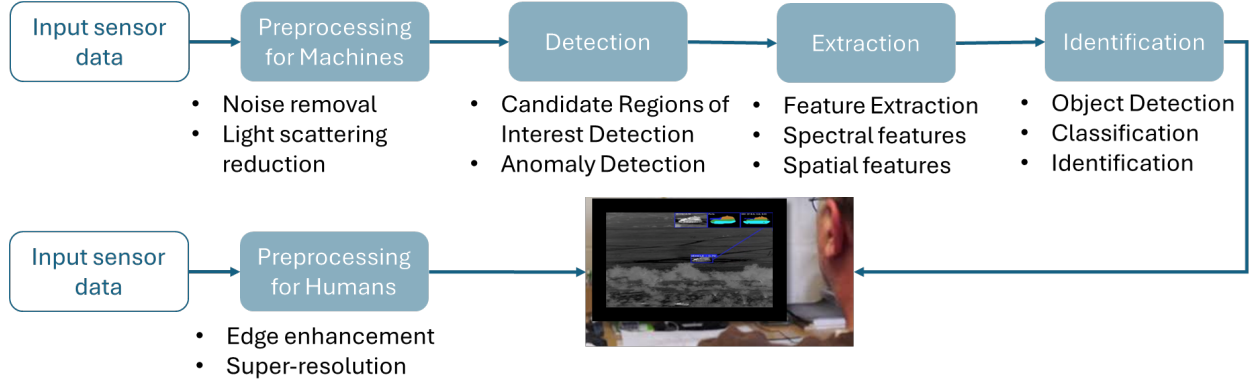 Input sensor
data
Preprocessing
for Machines
Detection
Extraction
Identification
• Noise removal
• Light scattering
reduction
• Candidate Regions of
Interest Detection
• Anomaly Detection
• Feature Extraction
• Spectral features
• Spatial features
• Object Detection
• Classification
• Identification
Input sensor
data
Preprocessing
for Humans
• Edge enhancement
• Super-resolution